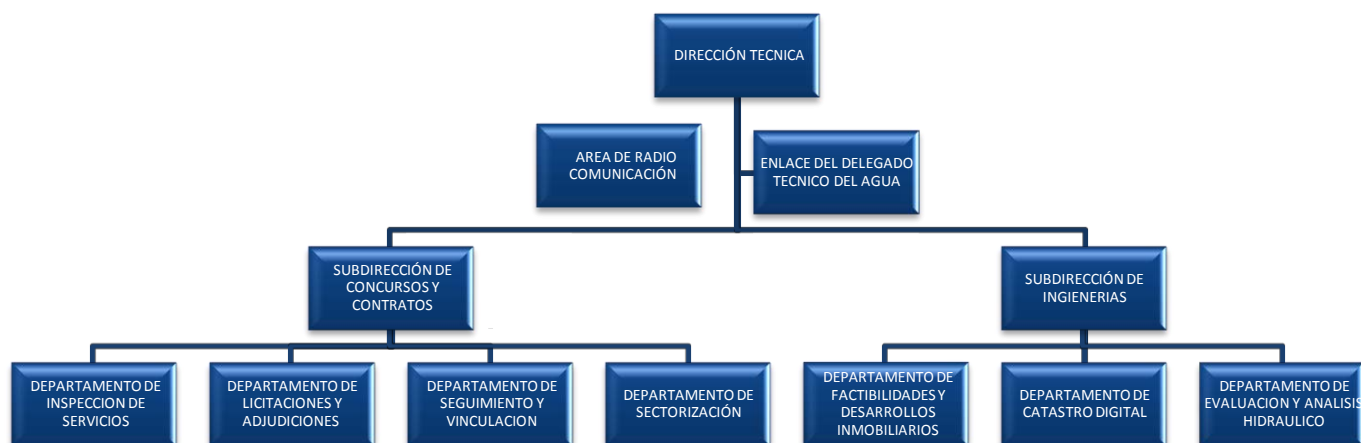 DIRECCIÓN TECNICA
AREA DE RADIO
COMUNICACIÓN
ENLACE DEL DELEGADO
TECNICO DEL AGUA
SUBDIRECCIÓN DE
CONCURSOS Y
CONTRATOS
SUBDIRECCIÓN DE
INGIENERIAS
DEPARTAMENTO DE
INSPECCION DE
SERVICIOS
DEPARTAMENTO DE
LICITACIONES Y
ADJUDICIONES
DEPARTAMENTO DE
SEGUIMIENTO Y
VINCULACION
DEPARTAMENTO DE
SECTORIZACIÓN
DEPARTAMENTO DE
FACTIBILIDADES Y
DESARROLLOS
INMOBILIARIOS
DEPARTAMENTO DE
CATASTRO DIGITAL
DEPARTAMENTO DE
EVALUACION Y ANALISIS
HIDRAULICO